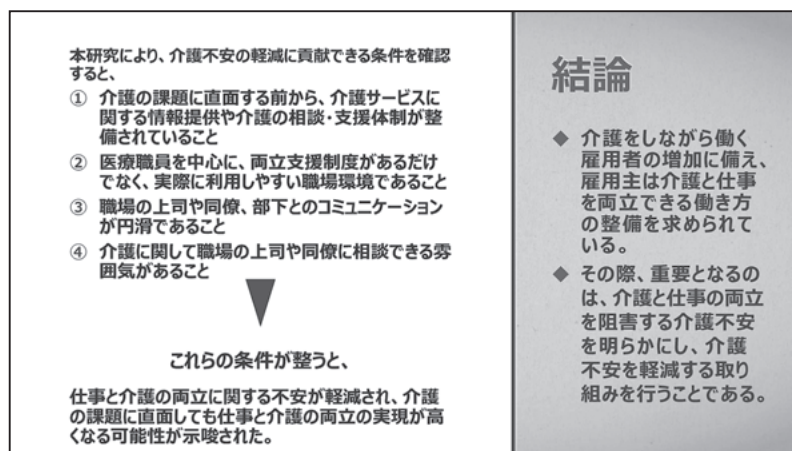 本研究により、介護不安の軽減に貢献できる条件を確認
すると、
① 介護の課題に直面する前から、介護サービスに
関する情報提供や介護の相談・支援体制が整
備されていること
② 医療職員を中心に、両立支援制度があるだけ
でなく、実際に利用しやすい職場環境であること
③ 職場の上司や同僚、部下とのコミュニケーション
が円滑であること
④ 介護に関して職場の上司や同僚に相談できる雰
囲気があること
これらの条件が整うと、
仕事と介護の両立に関する不安が軽減され、介護
の課題に直面しても仕事と介護の両立の実現が高
くなる可能性が示唆された。
結論
◆ 介護をしながら働く
雇用者の増加に備え、
雇用主は介護と仕事
を両立できる働き方
の整備を求められて
いる。
◆ その際、重要となるの
は、介護と仕事の両立
を阻害する介護不安
を明らかにし、介護
不安を軽減する取り
組みを行うことである。